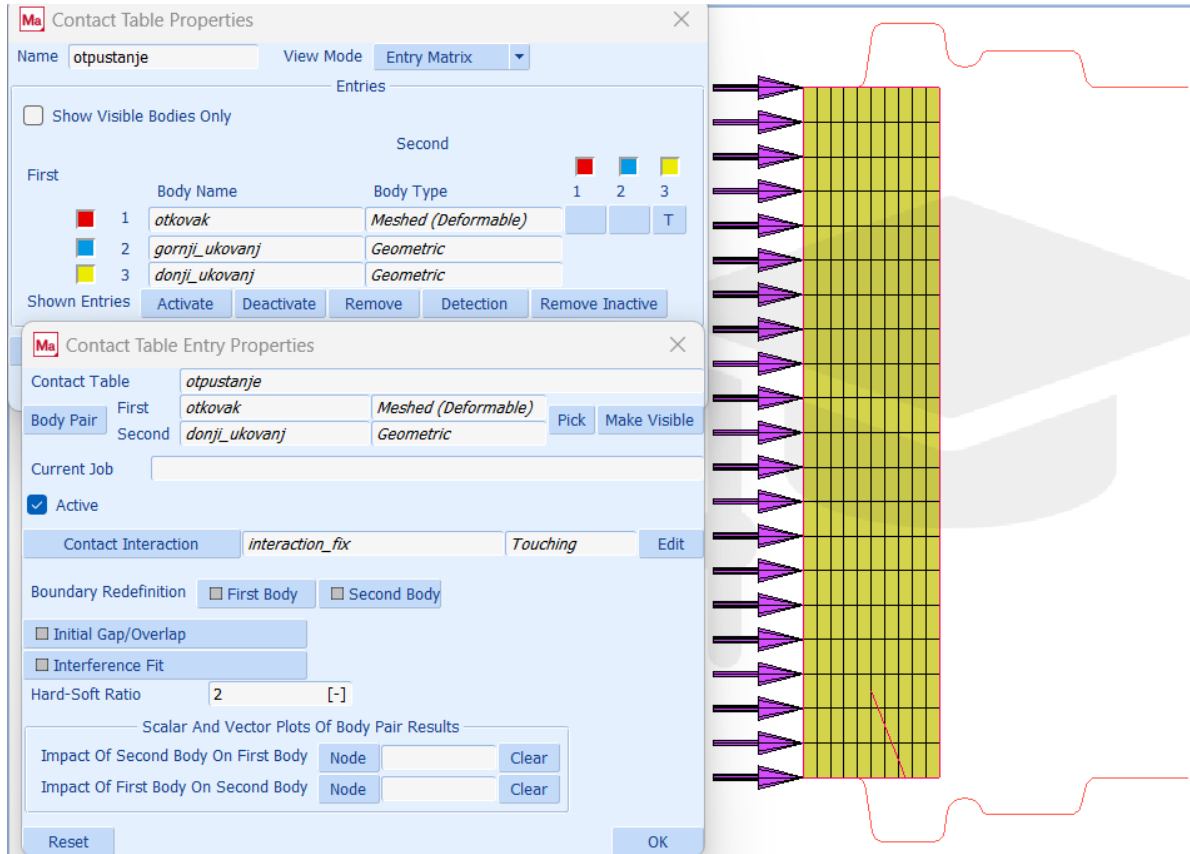 Ma Contact Table Properties
Name otpustanje View Mode Entry Matrix
Entries
Show Visible Bodies Only
Second
First
Body Name Body Type 1 2 3
1 otkovak Meshed (Deformable) T
2 gornji_ukovanj Geometric
3 donji_ukovanj Geometric
Shown Entries Activate Deactivate Remove Detection Remove Inactive
Ma Contact Table Entry Properties
Contact Table otpustanje
Body Pair First otkovak Meshed (Deformable) Pick Make Visible
Second donji_ukovanj Geometric
Current Job
Active
Contact Interaction interaction_fix Touching Edit
Boundary Redefinition First Body Second Body
Initial Gap/Overlap
Interference Fit
Hard-Soft Ratio 2 [-]
Scalar And Vector Plots Of Body Pair Results
Impact Of Second Body On First Body Node Clear
Impact Of First Body On Second Body Node Clear
Reset OK